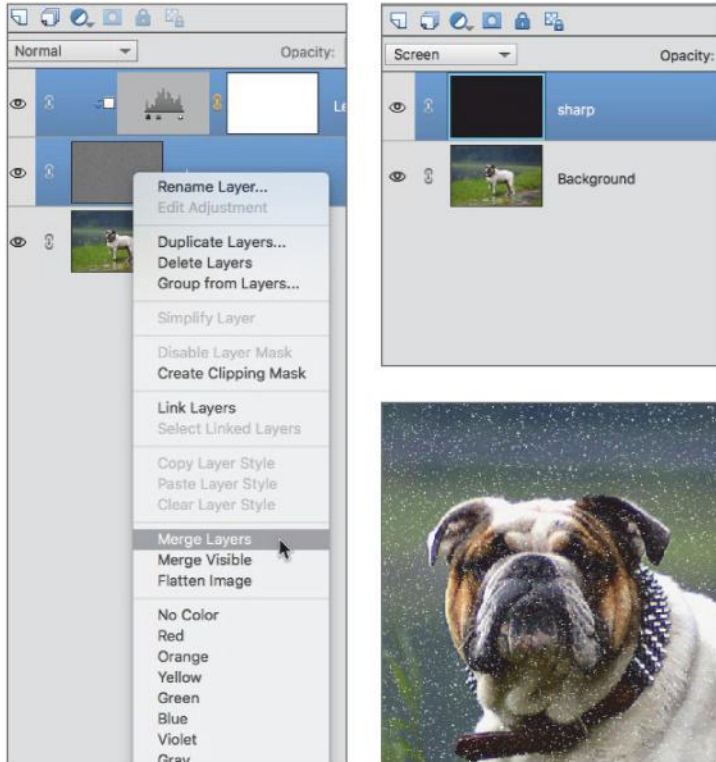 Normal
Opacity:
Le
Rename Layer...
Edit Adjustment
Duplicate Layers...
Delete Layers
Group from Layers...
Simplify Layer
Disable Layer Mask
Create Clipping Mask
Link Layers
Select Linked Layers
Copy Layer Style
Paste Layer Style
Clear Layer Style
Merge Layers
Merge Visible
Flatten Image
No Color
Red
Orange
Yellow
Green
Blue
Violet
Gray
Screen
Opacity:
sharp
Background